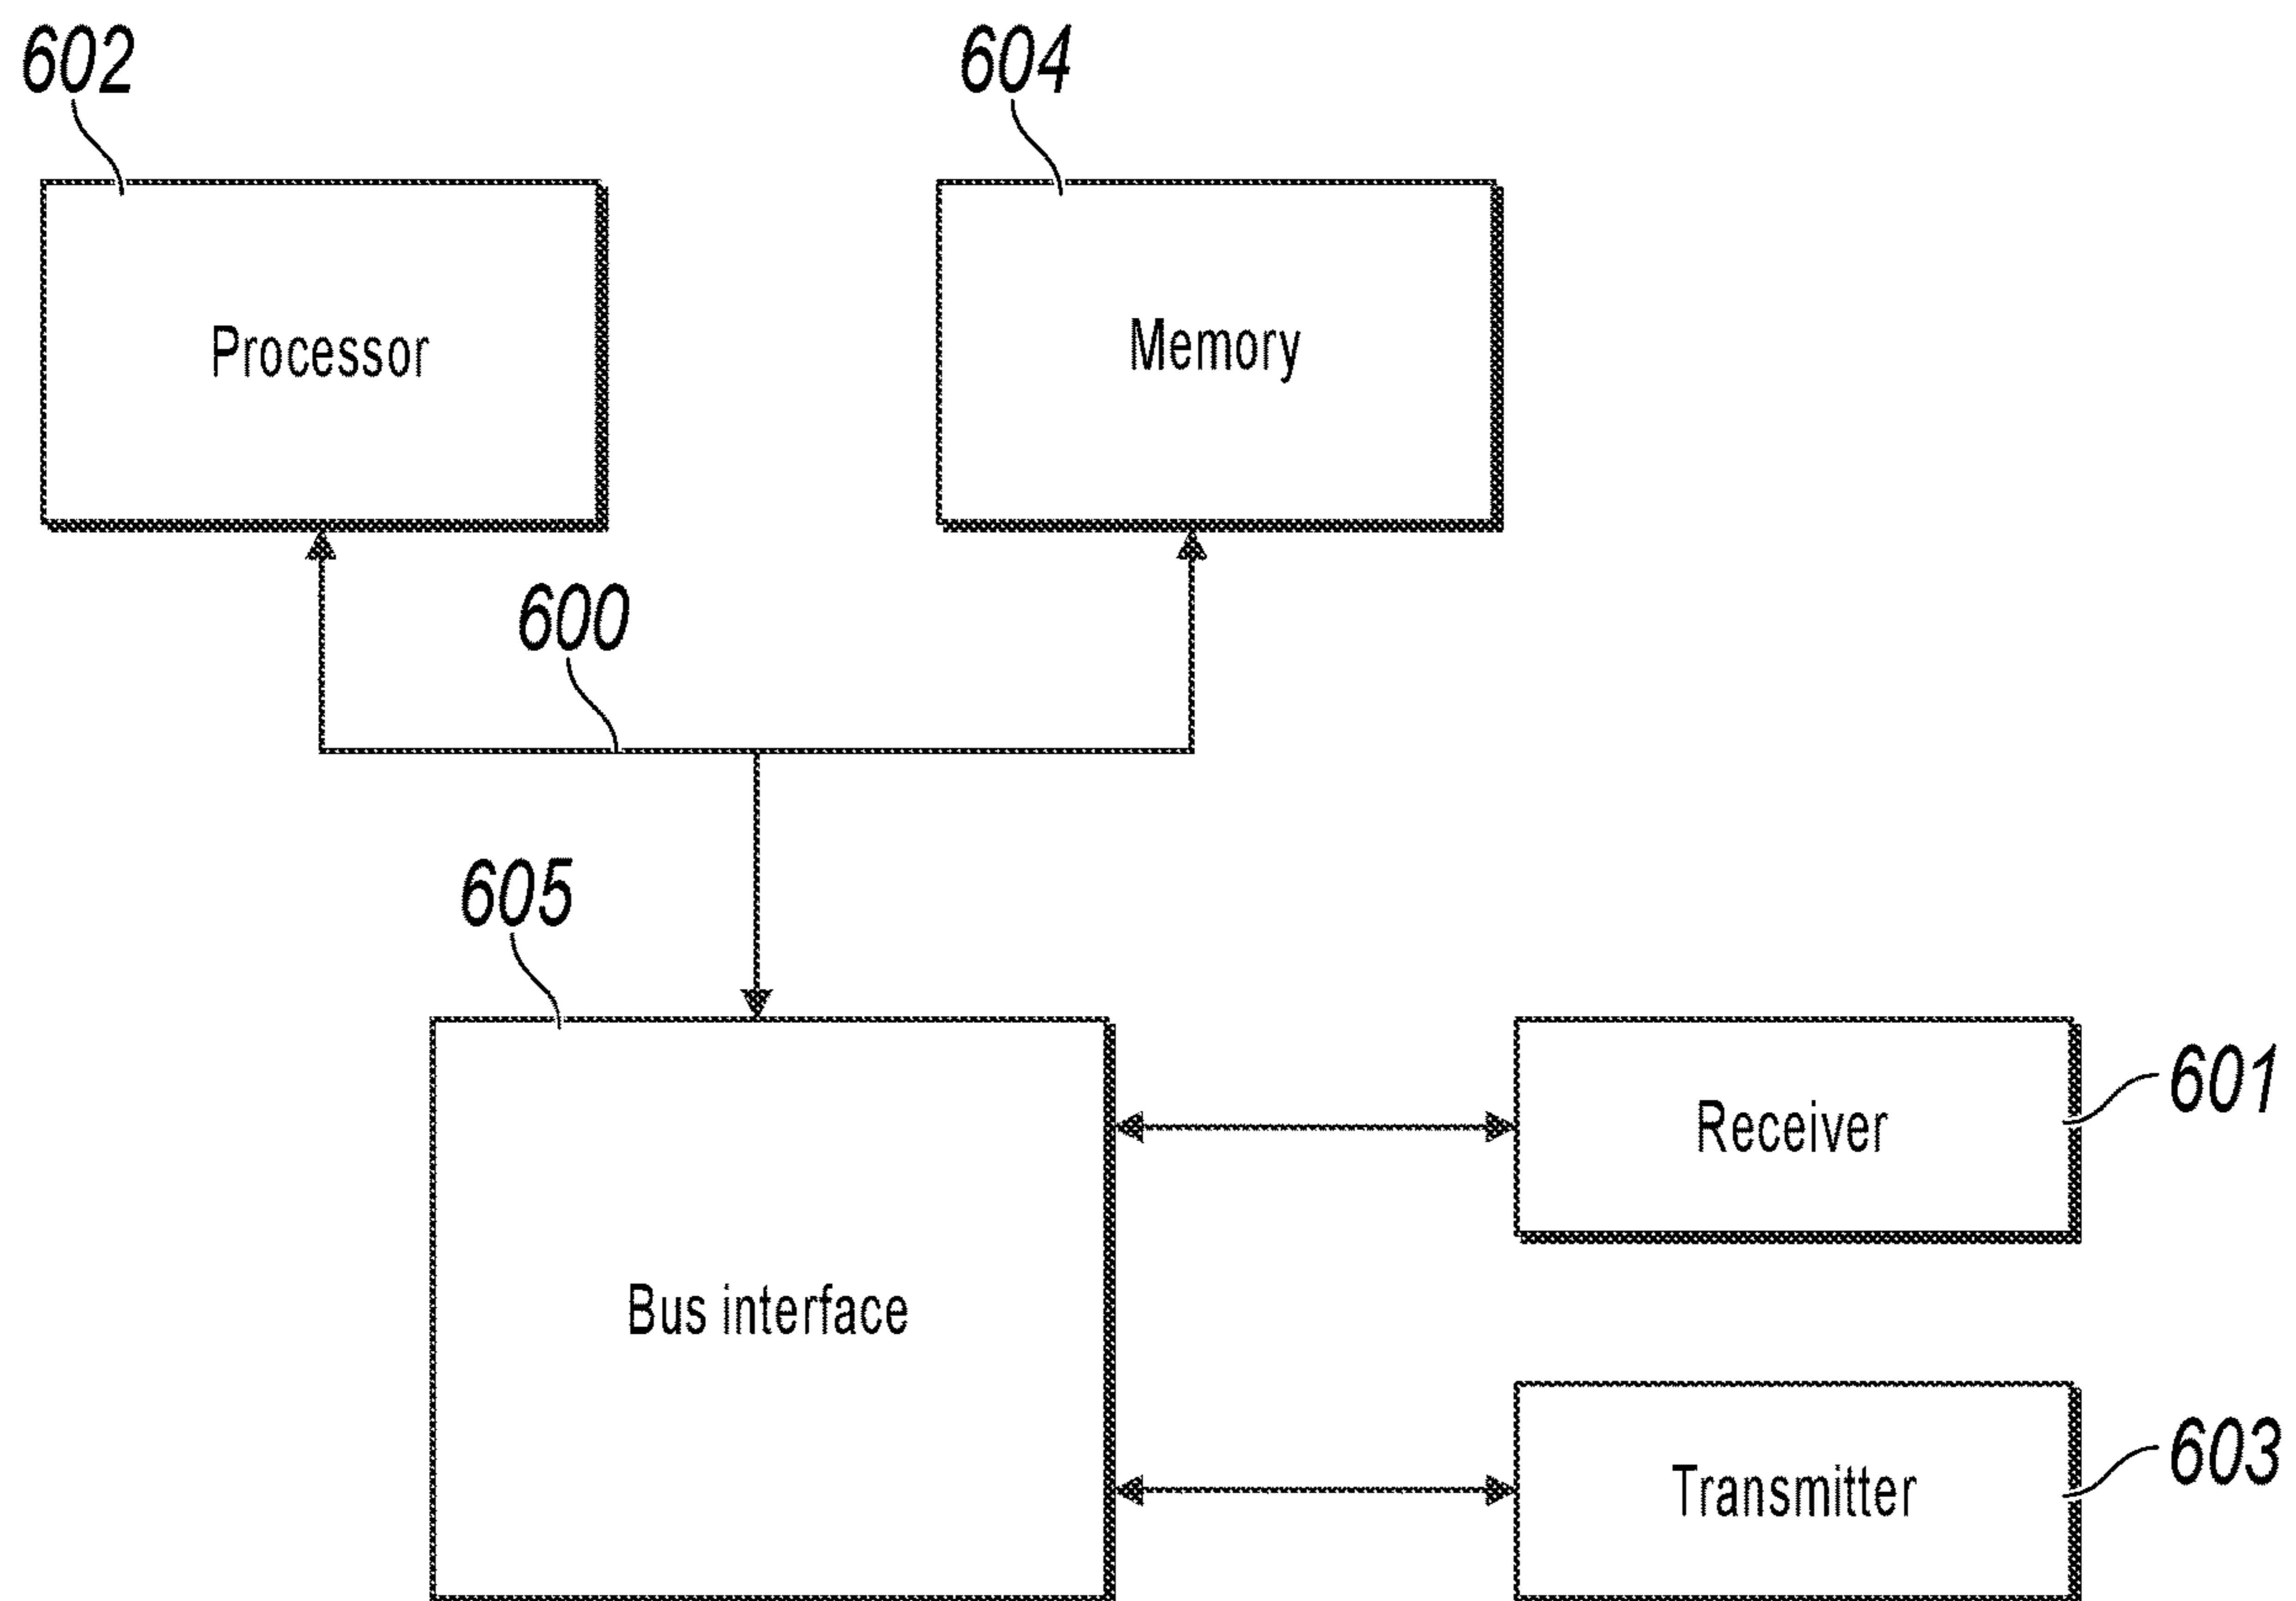 602
604
Processor
Memory
600
605
601
Receiver
Bus interface
603
Transmitter